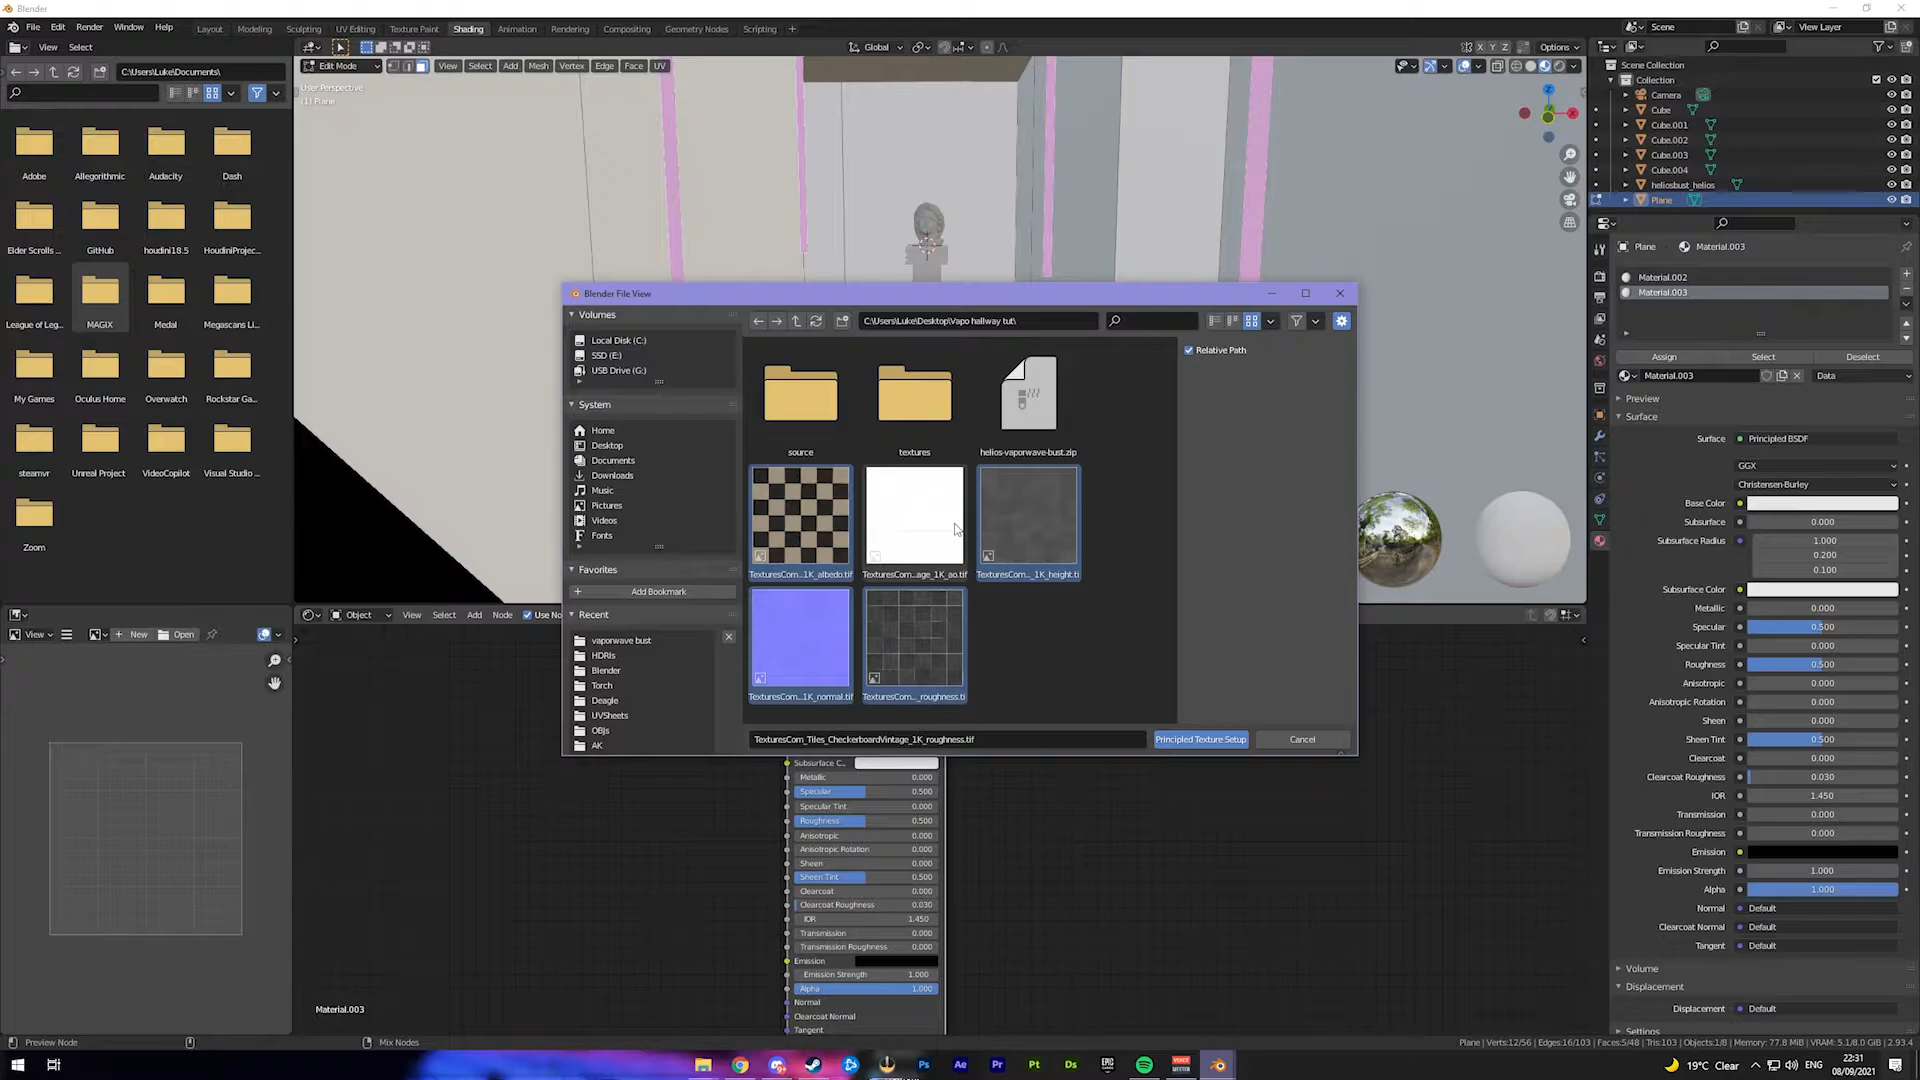 Blender
File Edit Render Window Help
Layout Modeling Sculpting UV Editing Texture Paint Shading Animation Rendering Compositing Geometry Nodes Scripting +
Scene
View Layer
View Select
Edit Mode
View Select Add Mesh Vertex Edge Face UV
Global
X Y Z
Options
C:\Users\Luke\Documents\
Adobe Allegorithmic Audacity Dash
Elder Scrolls ... GitHub houdini18.5 HoudiniProjec...
League of Leg... MAGIX Medal Megascans Li...
My Games Oculus Home Overwatch Rockstar Ga...
steamvr Unreal Project VideoCopilot Visual Studio ...
Zoom
User Perspective
(1) Plane
Z
X
Scene Collection
Collection
Camera
Cube
Cube.001
Cube.002
Cube.003
Cube.004
heliosbust_helios
Plane
Plane Material.003
Material.002
Material.003
Assign Select Deselect
Material.003 Data
Preview
Surface
Surface Principled BSDF
GGX
Christensen-Burley
Base Color
Subsurface 0.000
Subsurface Radius 1.000
0.200
0.100
Subsurface Color
Metallic 0.000
Specular 0.500
Specular Tint 0.000
Roughness 0.500
Anisotropic 0.000
Anisotropic Rotation 0.000
Sheen 0.000
Sheen Tint 0.500
Clearcoat 0.000
Clearcoat Roughness 0.030
IOR 1.450
Transmission 0.000
Transmission Roughness 0.000
Emission
Emission Strength 1.000
Alpha 1.000
Normal Default
Clearcoat Normal Default
Tangent Default
Volume
Displacement
Displacement Default
Settings
Blender File View
Volumes
Local Disk (C:)
SSD (E:)
USB Drive (G:)
System
Home
Desktop
Documents
Downloads
Music
Pictures
Videos
Fonts
Favorites
Add Bookmark
Recent
vaporwave bust
HDRIs
Blender
Torch
Deagle
UVSheets
OBJs
AK
C:\Users\Luke\Desktop\Vapo hallway tut\
Relative Path
source textures helios-vaporwave-bust.zip
TexturesCom...1K_albedo.tif TexturesCom...age_1K_ao.tif TexturesCom..._1K_height.ti
TexturesCom...1K_normal.tif TexturesCom..._roughness.ti
TexturesCom_Tiles_CheckerboardVintage_1K_roughness.tif
Principled Texture Setup Cancel
View New Open
Object View Select Add Node Use No
Subsurface C...
Metallic 0.000
Specular 0.500
Specular Tint 0.000
Roughness 0.500
Anisotropic 0.000
Anisotropic Rotation 0.000
Sheen 0.000
Sheen Tint 0.500
Clearcoat 0.000
Clearcoat Roughness 0.030
IOR 1.450
Transmission 0.000
Transmission Roughness 0.000
Emission
Emission Strength 1.000
Alpha 1.000
Normal
Clearcoat Normal
Tangent
Material.003
Preview Node Mix Nodes
Plane | Verts:12/56 | Edges:16/103 | Faces:5/48 | Tris:103 | Objects:1/8 | Memory: 77.8 MiB | VRAM: 5.1/8.0 GiB | 2.93.4
Ps Ae Pr Pt Ds EPIC
19°C Clear
ENG
22:31
08/09/2021